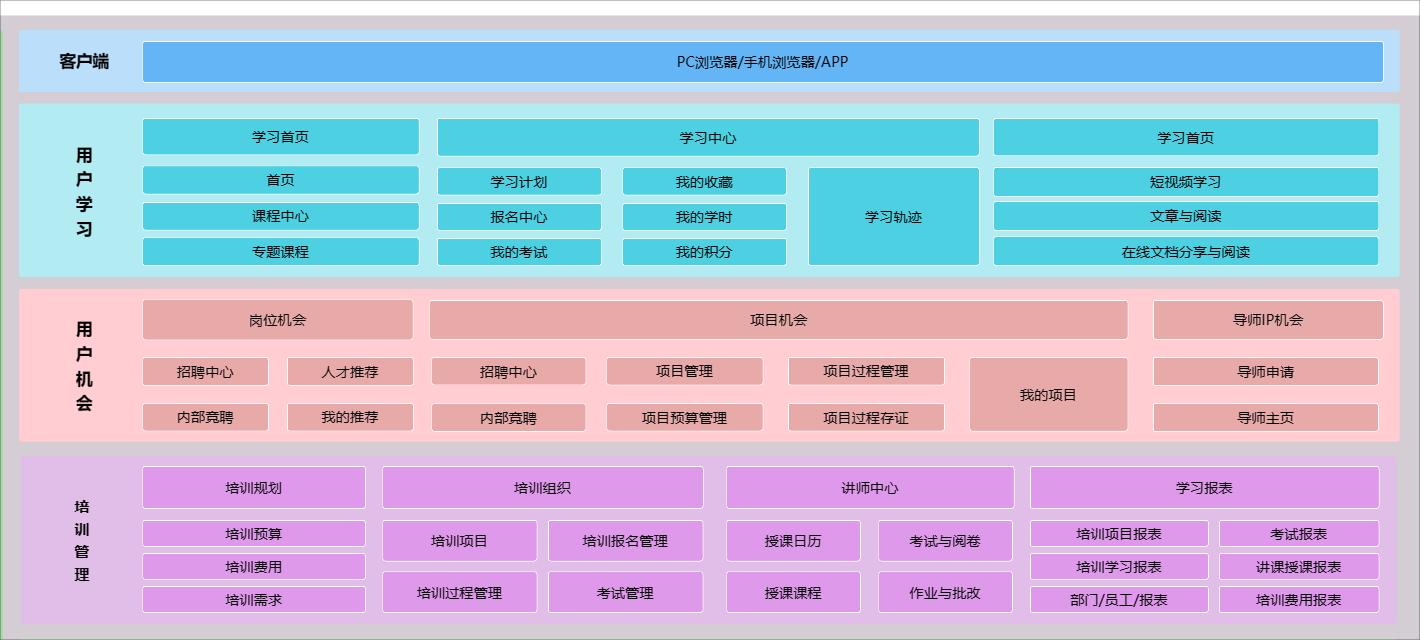 客户端
PC浏览器/手机浏览器/APP
用户学习
学习首页
学习中心
学习首页
首页
课程中心
专题课程
学习计划
我的收藏
报名中心
我的学时
我的考试
我的积分
学习轨迹
短视频学习
文章与阅读
在线文档分享与阅读
用户机会
岗位机会
项目机会
导师IP机会
招聘中心
人才推荐
内部竞聘
我的推荐
招聘中心
项目管理
项目过程管理
内部竞聘
项目预算管理
项目过程存证
我的项目
导师申请
导师主页
培训管理
培训规划
培训组织
讲师中心
学习报表
培训预算
培训费用
培训需求
培训项目
培训报名管理
培训过程管理
考试管理
授课日历
考试与阅卷
授课课程
作业与批改
培训项目报表
考试报表
培训学习报表
讲课授课报表
部门/员工/报表
培训费用报表